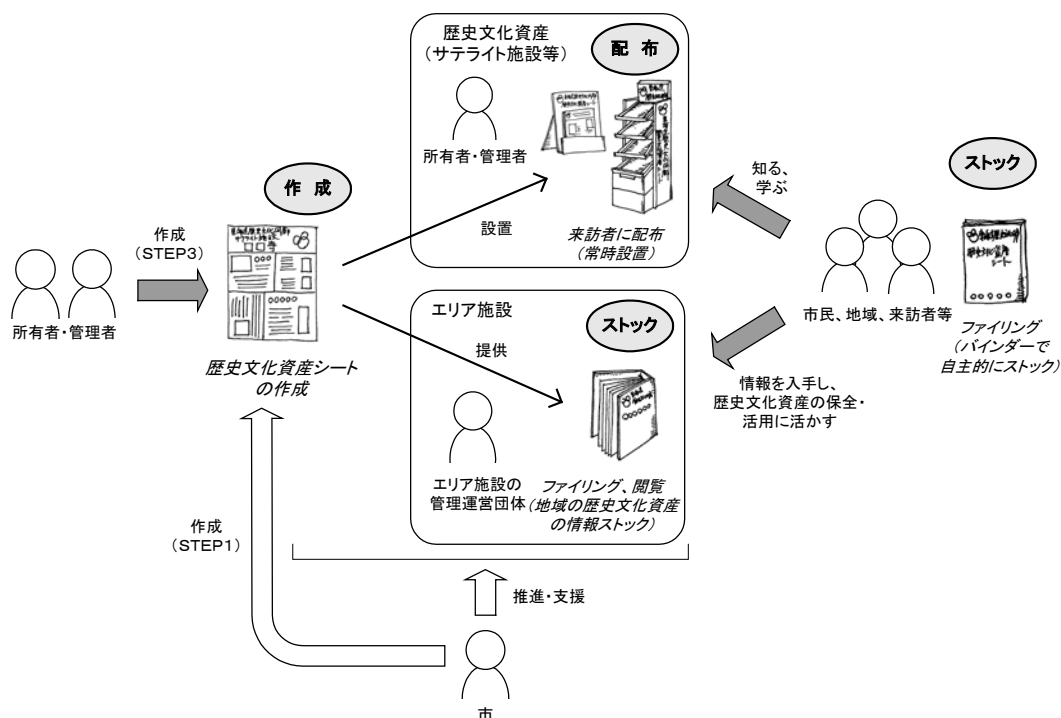 歴史文化資産
（サテライト施設等）
配 布
所有者・管理者
設置
来訪者に配布
（常時設置）
作 成
作成
（STEP3）
所有者・管理者
歴史文化資産シート
の作成
知る、
学ぶ
ストック
市民、地域、来訪者等
ファイリング
（バインダーで
自主的にストック）
エリア施設
ストック
提供
エリア施設の
管理運営団体
ファイリング、閲覧
（地域の歴史文化資産
の情報ストック）
情報を入手し、
歴史文化資産の保全・
活用に活かす
作成
（STEP1）
推進・支援
市